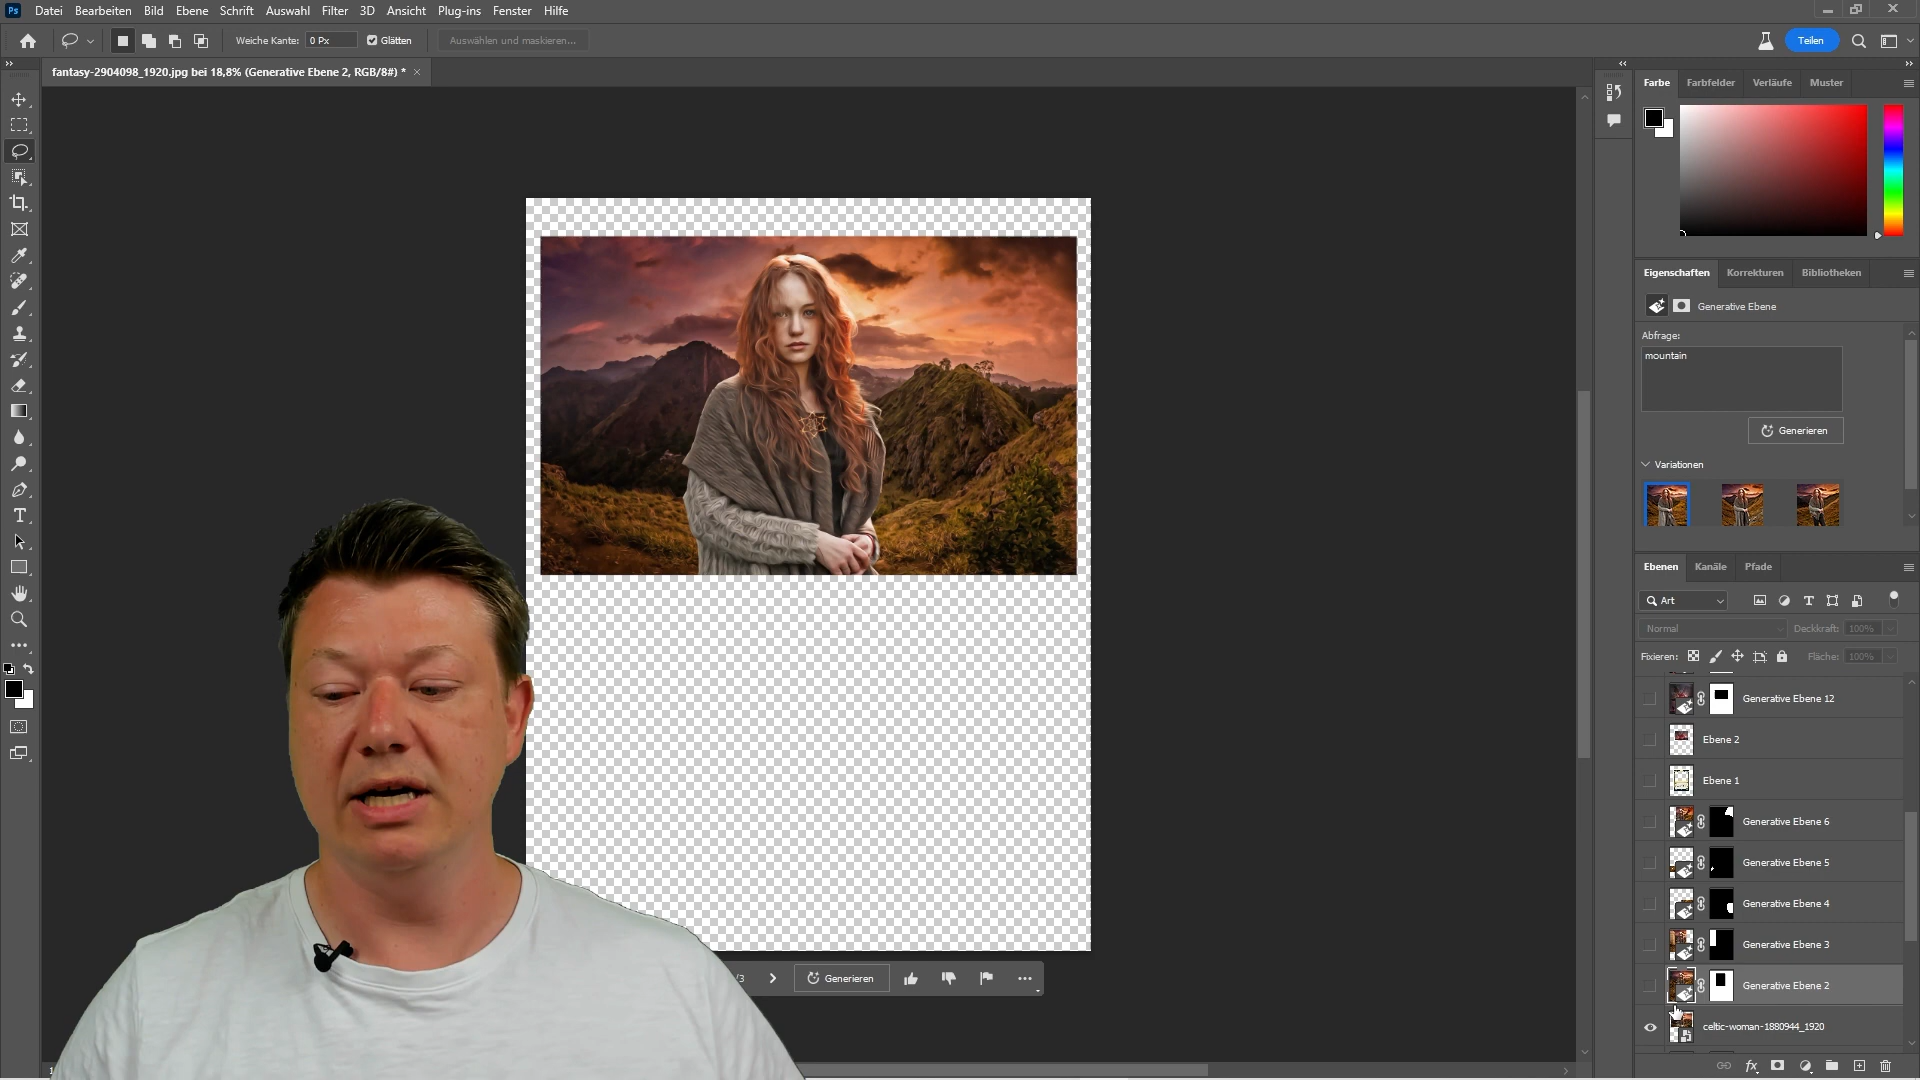 Ps Datei Bearbeiten Bild Ebene Schrift Auswahl Filter 3D Ansicht Plug-ins Fenster Hilfe
Weiche Kante: 0 Px Glätten Auswählen und maskieren... Teilen
fantasy-2904098_1920.jpg bei 18,8% (Generative Ebene 2, RGB/8#) * ×
Farbe Farbfelder Verläufe Muster
Eigenschaften Korrekturen Bibliotheken
Generative Ebene
Abfrage:
mountain
Generieren
Variationen
Ebenen Kanäle Pfade
Art
Normal Deckkraft: 100%
Fixieren: Fläche: 100%
Generative Ebene 12
Ebene 2
Ebene 1
Generative Ebene 6
Generative Ebene 5
Generative Ebene 4
Generative Ebene 3
Generative Ebene 2
celtic-woman-1880944_1920
/3 Generieren
fx